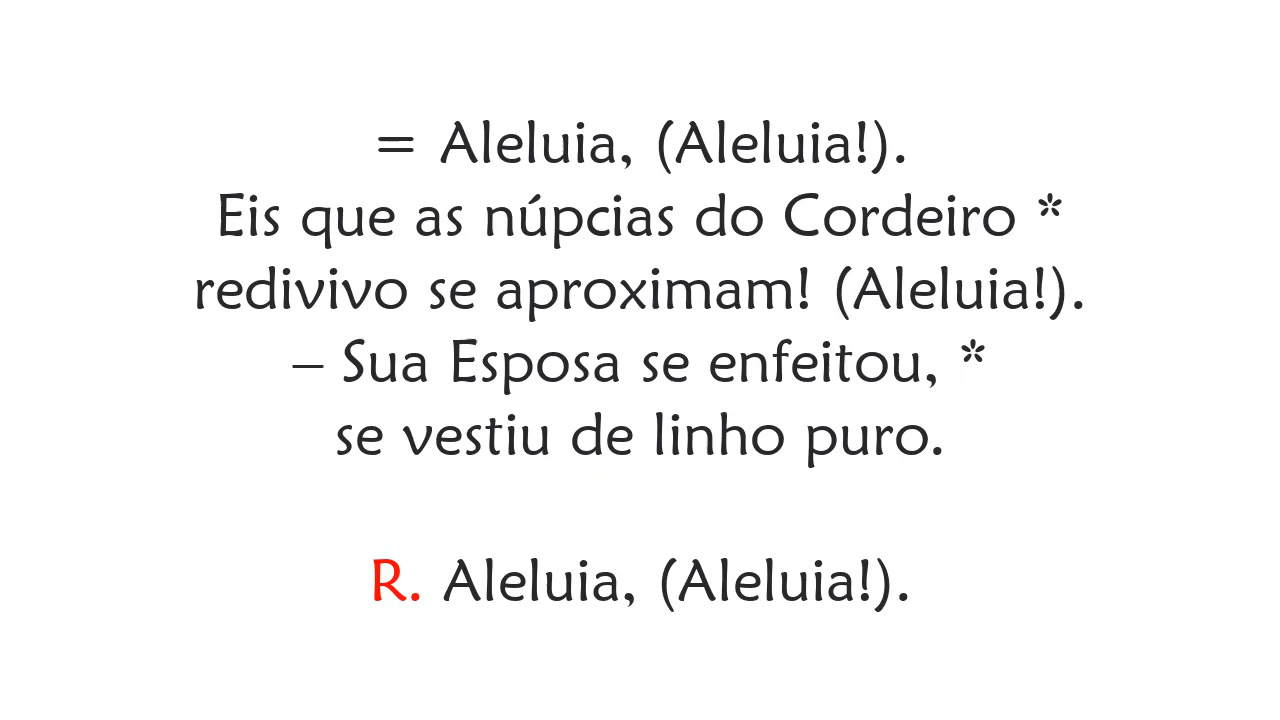 = Aleluia, (Aleluia!).
Eis que as núpcias do Cordeiro *
redivivo se aproximam! (Aleluia!).
– Sua Esposa se enfeitou, *
se vestiu de linho puro.
R. Aleluia, (Aleluia!).